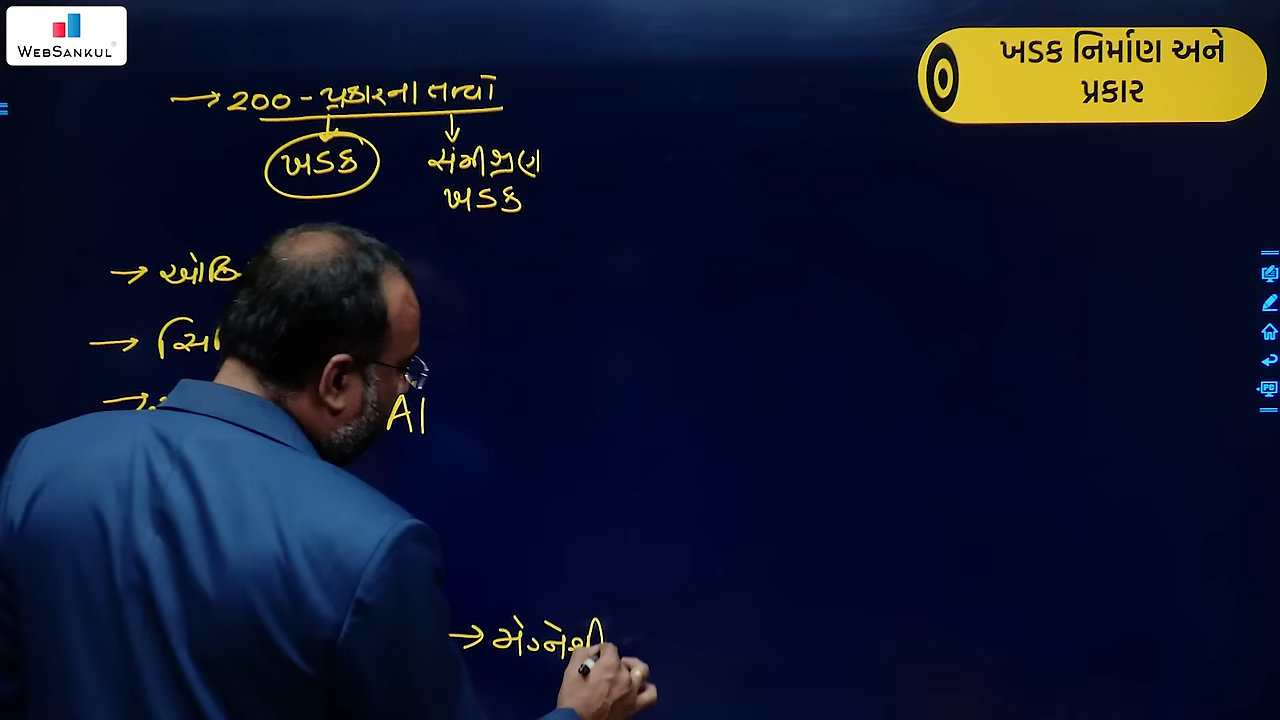 WEBSANKUL®
ખડક નિર્માણ અને
પ્રકાર
→ 200 - પ્રકારના તત્વો
ખડક
સંમીશ્રણ
ખડક
→ ઓક્સિ
→ સિ
→
Al
→ મેગ્નેશી